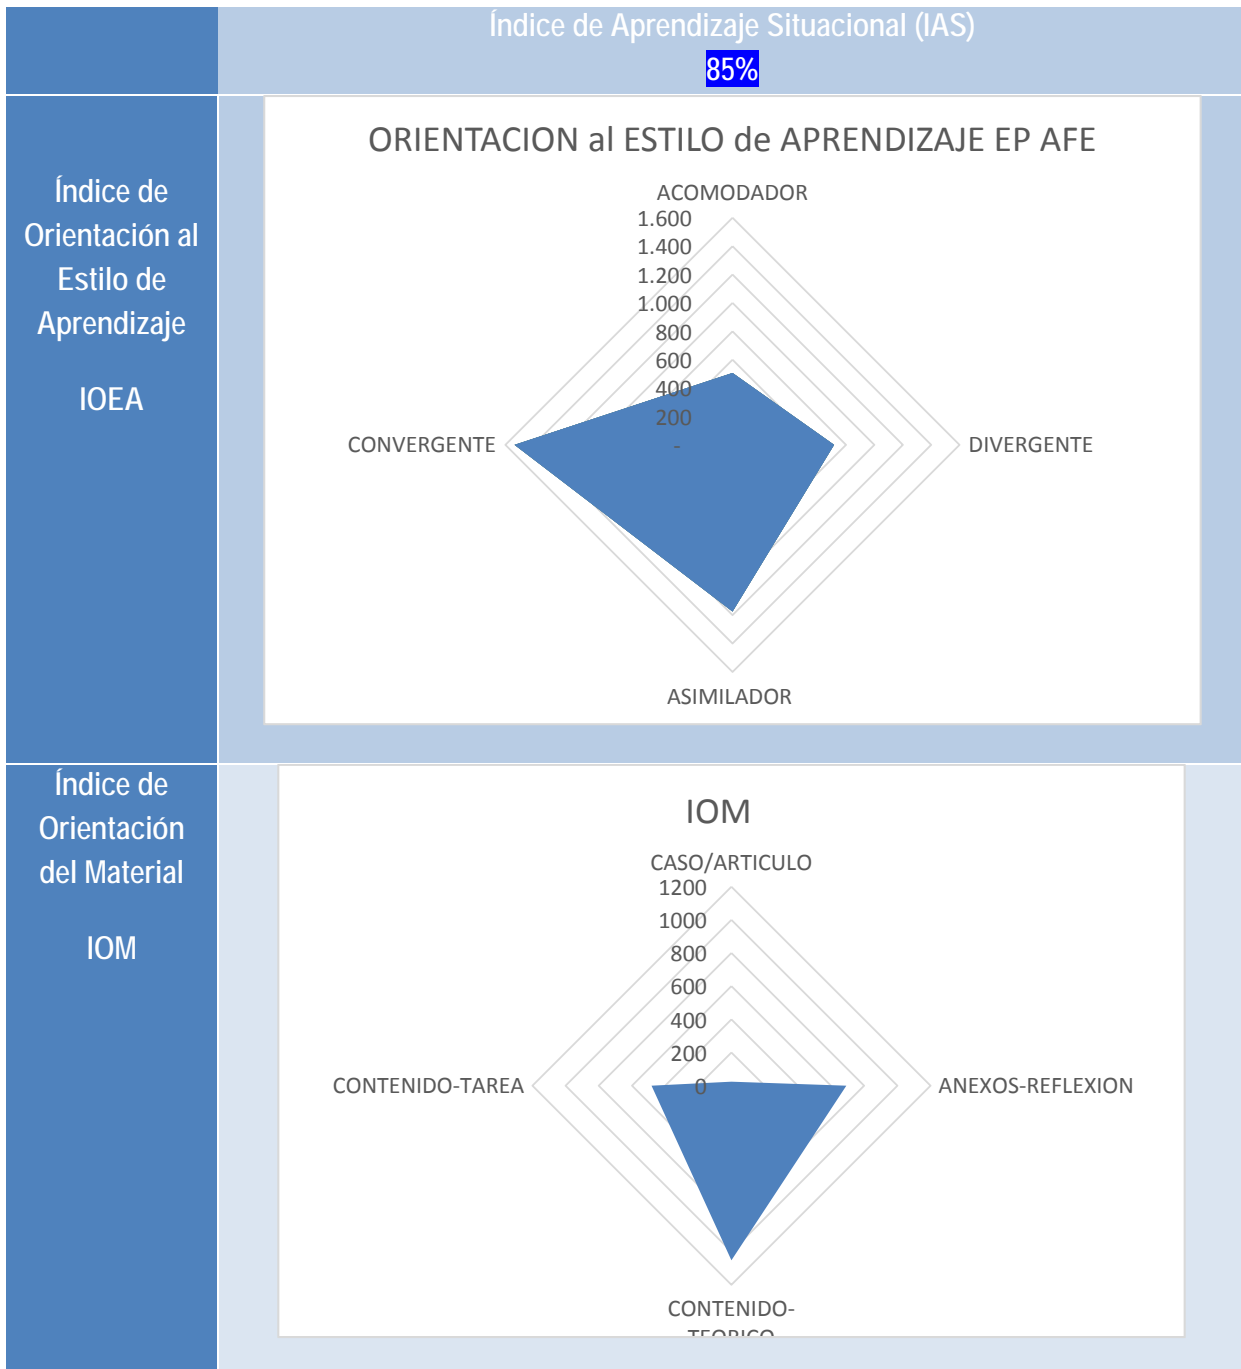 Índice de Aprendizaje Situacional (IAS)
85%
Índice de
Orientación al
Estilo de
Aprendizaje
IOEA
ORIENTACION al ESTILO de APRENDIZAJE EP AFE
ACOMODADOR
1.600
1.400
1.200
1.000
800
600
400
200
-
CONVERGENTE
DIVERGENTE
ASIMILADOR
Índice de
Orientación
del Material
IOM
IOM
CASO/ARTICULO
1200
1000
800
600
400
200
0
CONTENIDO-TAREA
ANEXOS-REFLEXION
CONTENIDO-
TEORICO